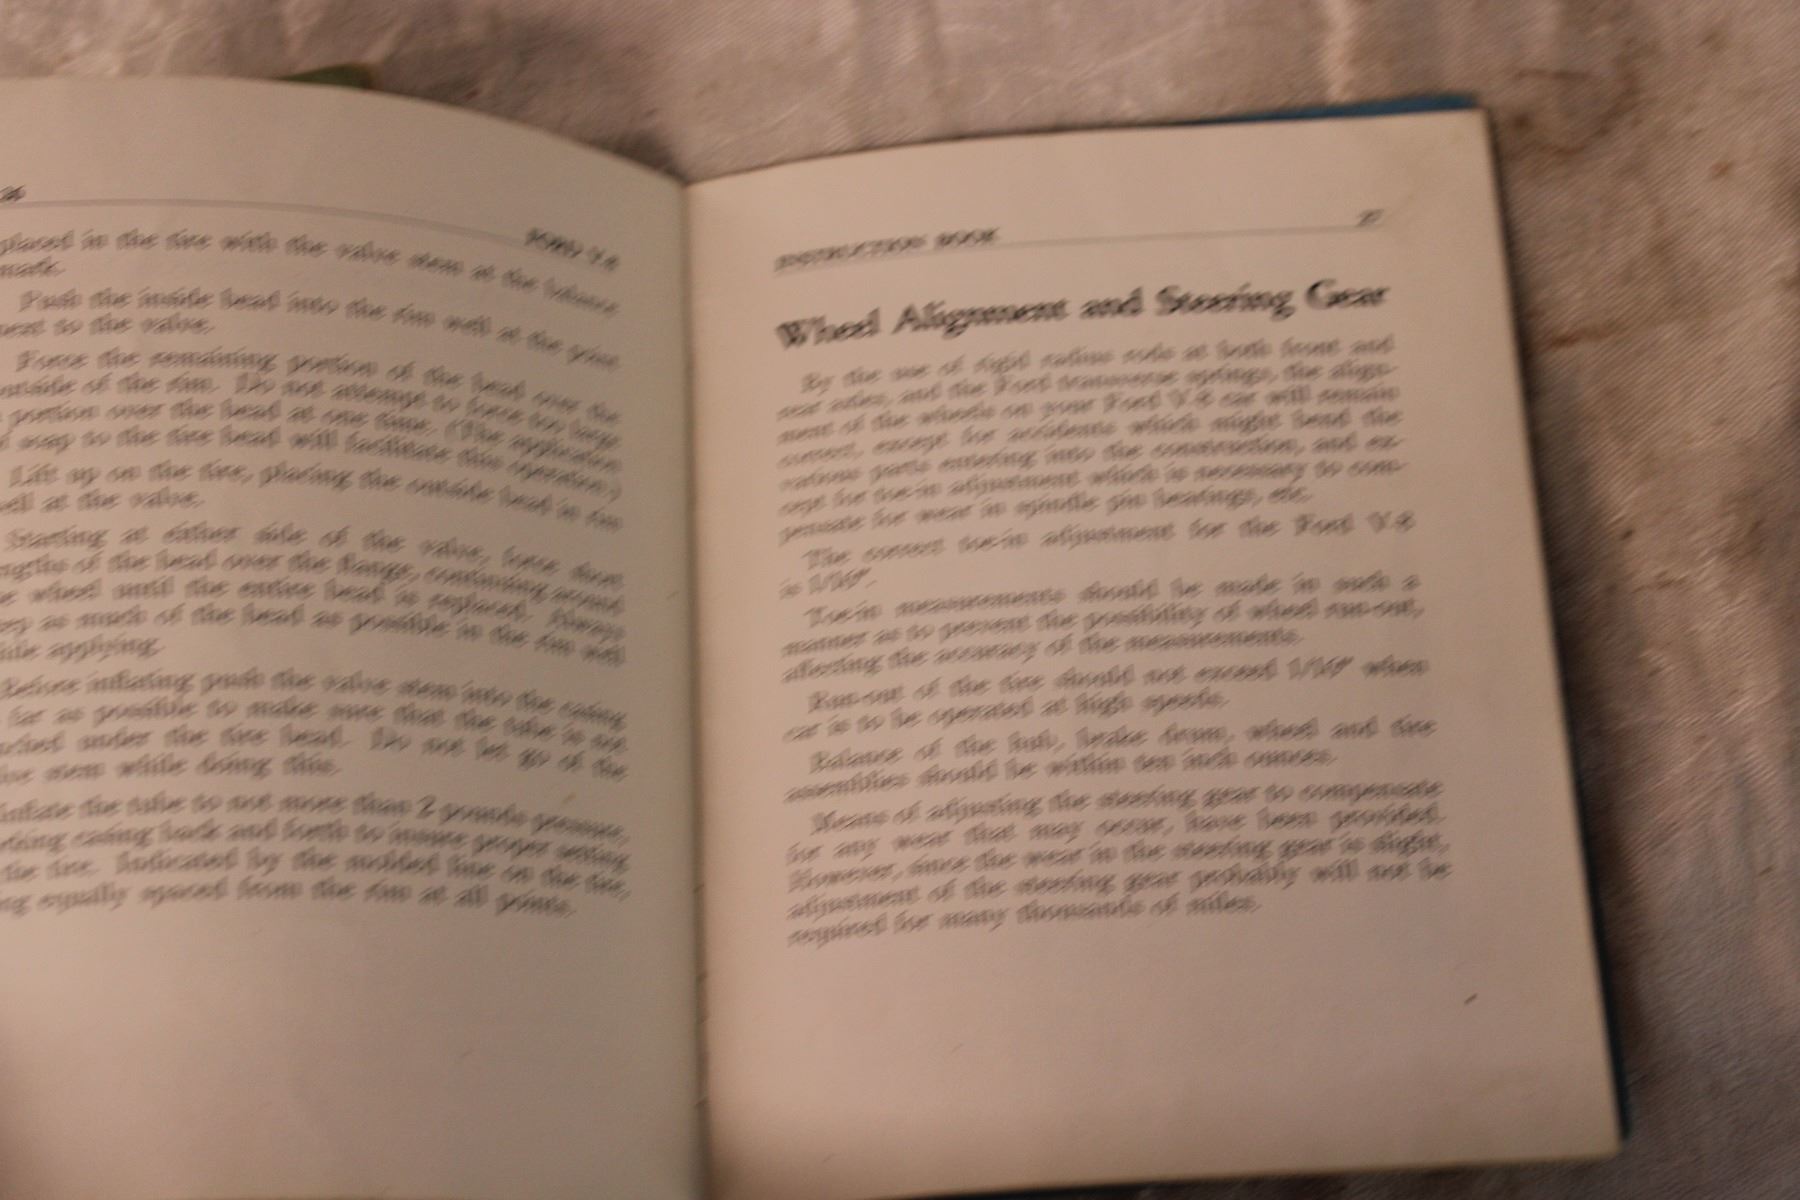 26
FORD V-8
placed in the tire with the valve stem at the balance
mark.
Push the inside bead into the rim well at the point
next to the valve.
Force the remaining portion of the bead over the
outside of the rim. Do not attempt to force too large
a portion over the bead at one time. (The application
of soap to the tire bead will facilitate this operation.)
Lift up on the tire, placing the outside bead in rim
well at the valve.
Starting at either side of the valve, force short
lengths of the bead over the flange, continuing around
the wheel until the entire bead is replaced. Always
keep as much of the bead as possible in the rim well
while applying.
Before inflating push the valve stem into the casing
as far as possible to make sure that the tube is not
pinched under the tire bead. Do not let go of the
valve stem while doing this.
Inflate the tube to not more than 2 pounds pressure,
working casing back and forth to insure proper setting
of the tire. Indicated by the molded line on the tire,
being equally spaced from the rim at all points.
INSTRUCTION BOOK
27
Wheel Alignment and Steering Gear
By the use of rigid radius rods at both front and
rear axles, and the Ford transverse springs, the align-
ment of the wheels on your Ford V-8 car will remain
correct, except for accidents which might bend the
various parts entering into the construction, and ex-
cept for toe-in adjustment which is necessary to com-
pensate for wear in spindle pin bearings, etc.
The correct toe-in adjustment for the Ford V-8
is 1/16".
Toe-in measurements should be made in such a
manner as to prevent the possibility of wheel run-out,
affecting the accuracy of the measurements.
Run-out of the tire should not exceed 1/16" when
car is to be operated at high speeds.
Balance of the hub, brake drum, wheel and tire
assemblies should be within ten inch ounces.
Means of adjusting the steering gear to compensate
for any wear that may occur, have been provided.
However, since the wear in the steering gear is slight,
adjustment of the steering gear probably will not be
required for many thousands of miles.